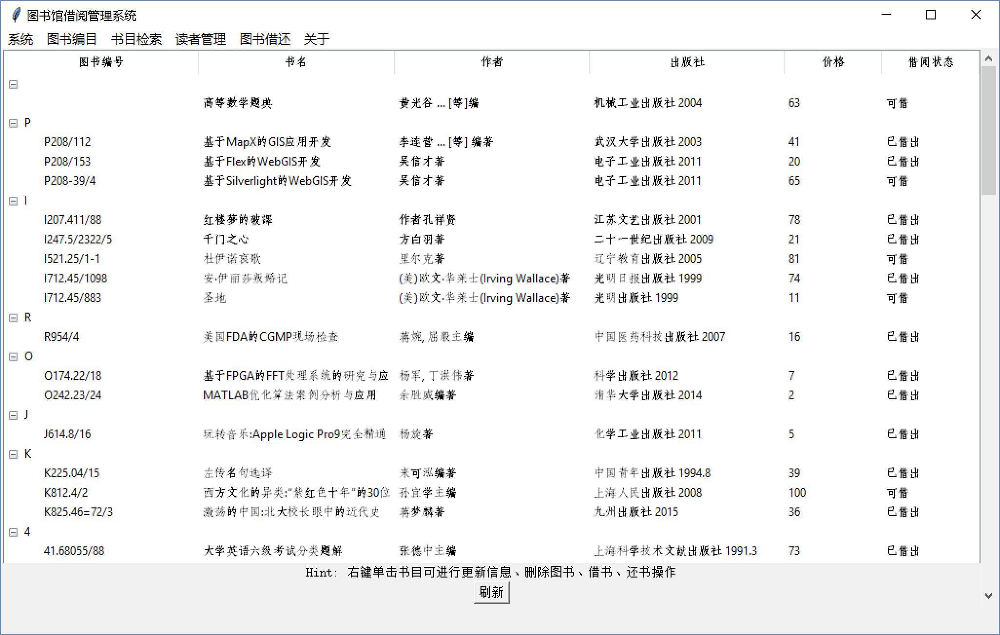 图书馆借阅管理系统
系统 图书编目 书目检索 读者管理 图书借还 关于
图书编号 书名 作者 出版社 价格 借阅状态
高等数学题典 黄光谷 ... [等]编 机械工业出版社 2004 63 可借
P
P208/112 基于MapX的GIS应用开发 李连营 ... [等] 编著 武汉大学出版社 2003 41 已借出
P208/153 基于Flex的WebGIS开发 吴信才著 电子工业出版社 2011 20 已借出
P208-39/4 基于Silverlight的WebGIS开发 吴信才著 电子工业出版社 2011 65 可借
I
I207.411/88 红楼夢的破譯 作者孔祥贤 江苏文艺出版社 2001 78 已借出
I247.5/2322/5 千门之心 方白羽著 二十一世纪出版社 2009 21 已借出
I521.25/1-1 杜伊诺哀歌 里尔克著 辽宁教育出版社 2005 81 可借
I712.45/1098 安·伊丽莎叛婚记 (美)欧文·华莱士(Irving Wallace)著 光明日报出版社 1999 74 已借出
I712.45/883 圣地 (美)欧文·华莱士(Irving Wallace)著 光明出版社 1999 11 可借
R
R954/4 美国FDA的CGMP现场检查 蒋婉, 屈毅主编 中国医药科技出版社 2007 16 已借出
O
O174.22/18 基于FPGA的FFT处理系统的研究与应 杨军, 丁洪伟著 科学出版社 2012 7 已借出
O242.23/24 MATLAB优化算法案例分析与应用 余胜威编著 清华大学出版社 2014 2 已借出
J
J614.8/16 玩转音乐:Apple Logic Pro9完全精通 杨旋著 化学工业出版社 2011 5 已借出
K
K225.04/15 左传名句选译 来可泓编著 中国青年出版社 1994.8 39 已借出
K812.4/2 西方文化的异类:“紫红色十年”的30位 孙宜学主编 上海人民出版社 2008 100 可借
K825.46=72/3 激荡的中国:北大校长眼中的近代史 蒋梦麟著 九州出版社 2015 36 已借出
4
41.68055/88 大学英语六级考试分类题解 张德中主编 上海科学技术文献出版社 1991.3 73 已借出
Hint: 右键单击书目可进行更新信息、删除图书、借书、还书操作
刷新